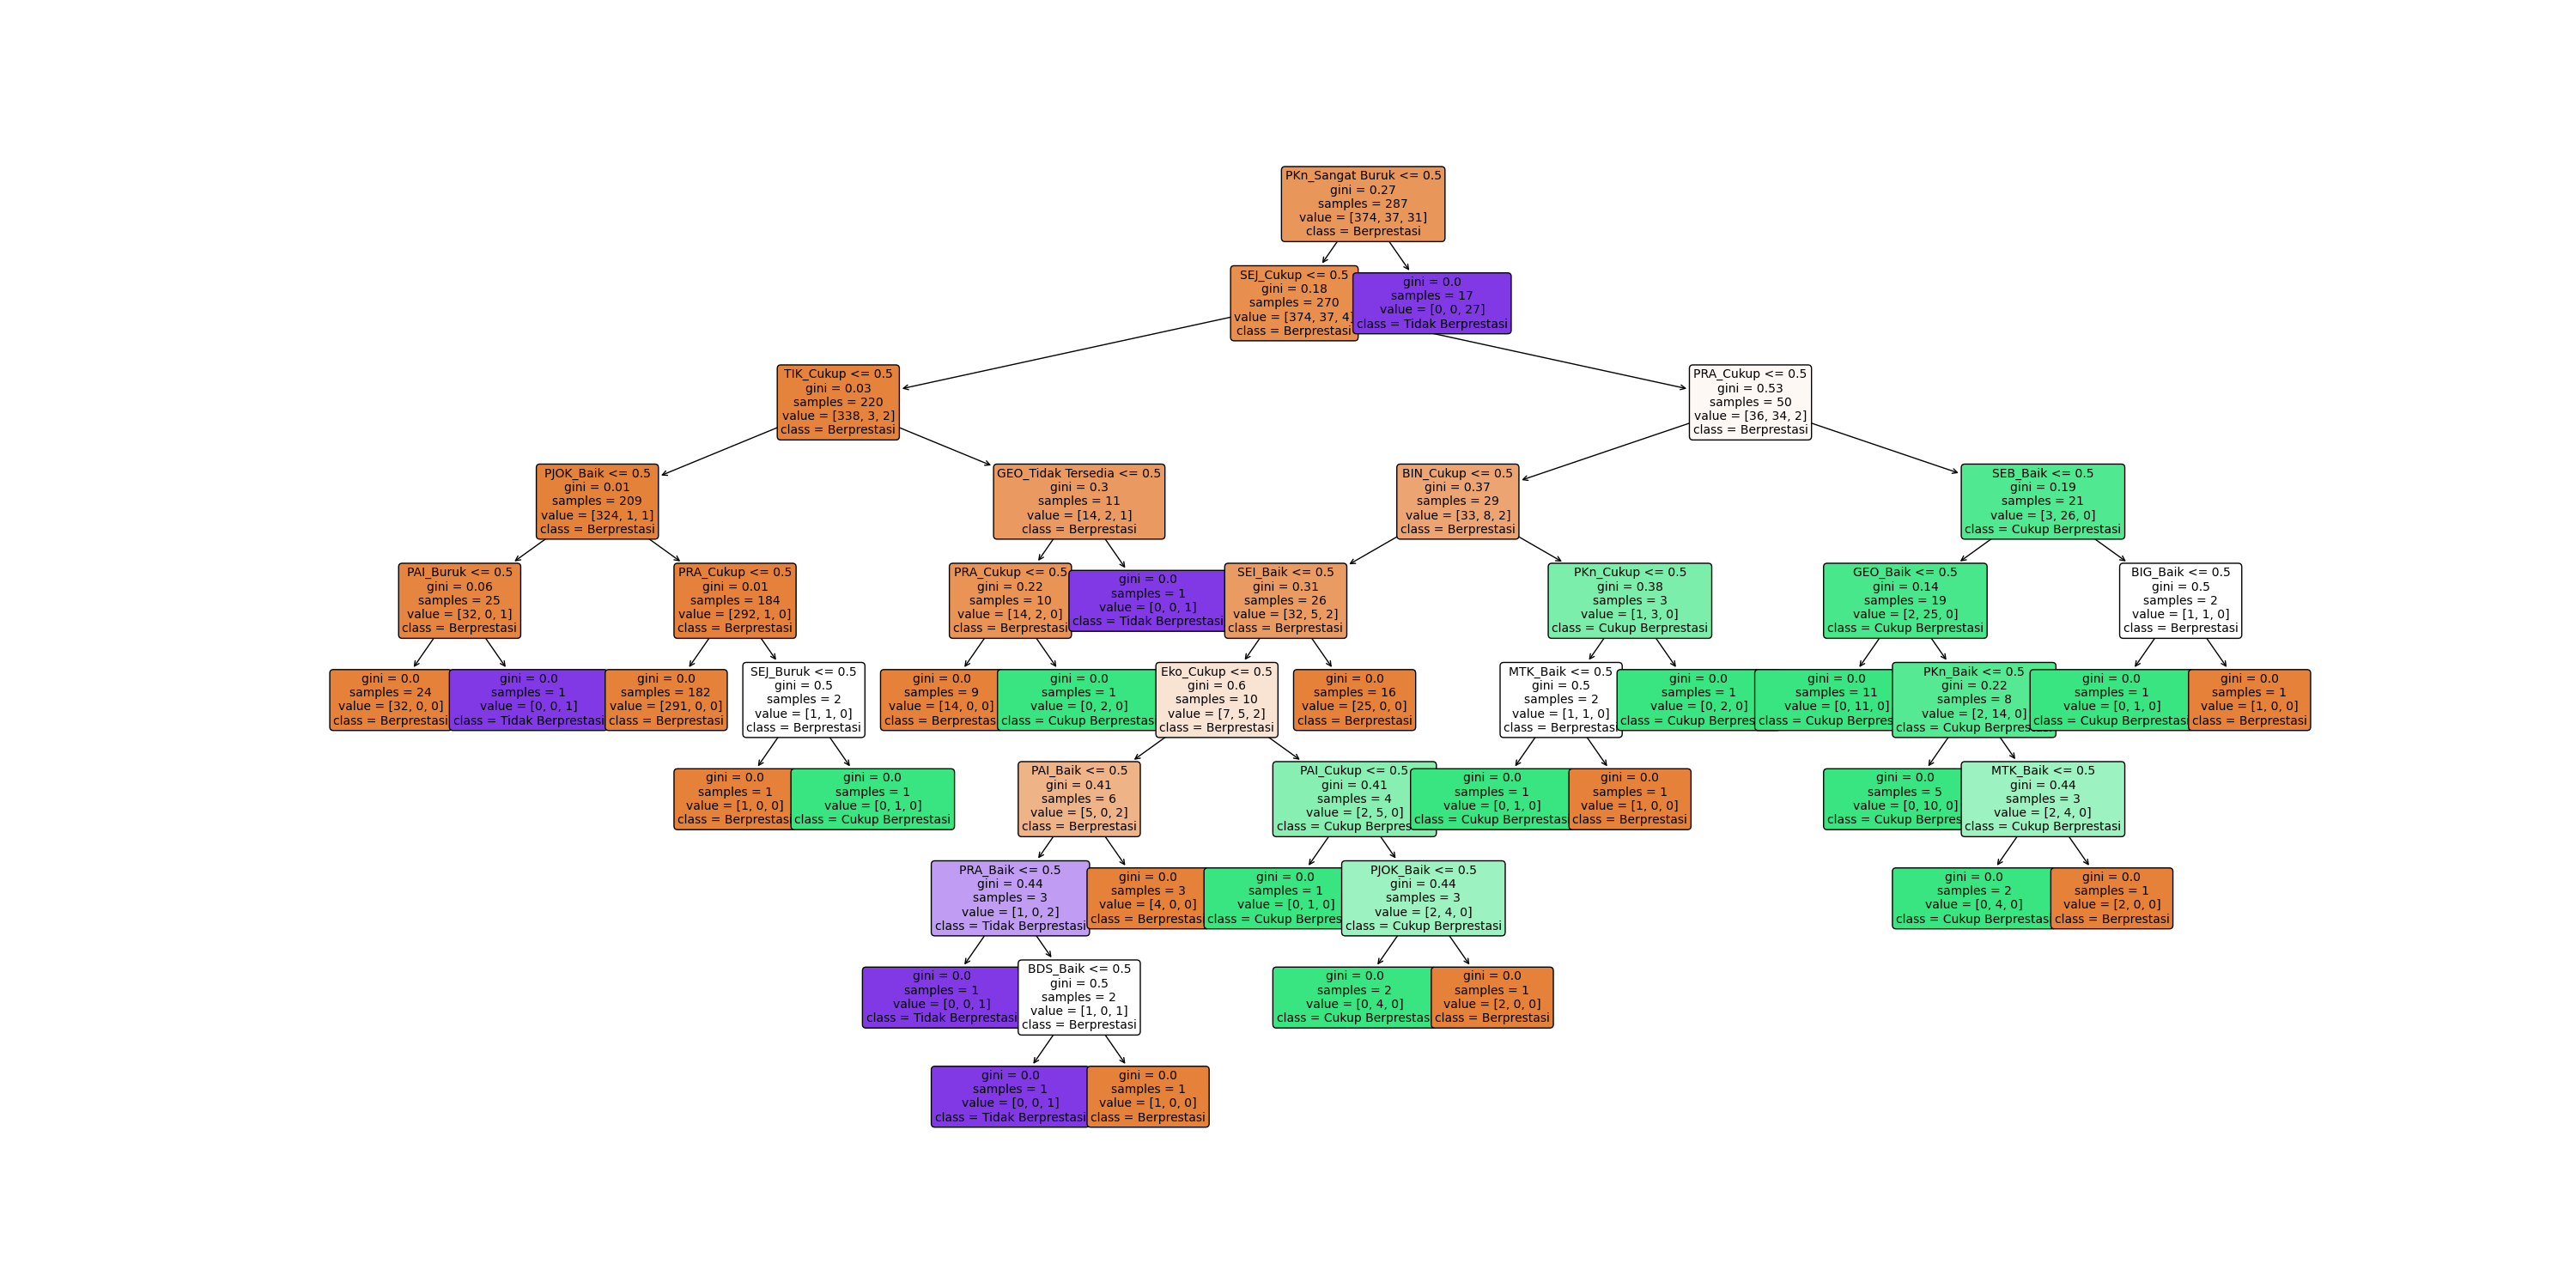 PKn_Sangat Buruk <= 0.5
gini = 0.27
samples = 287
value = [374, 37, 31]
class = Berprestasi
SEJ_Cukup <= 0.5
gini = 0.18
samples = 270
value = [374, 37, 4]
class = Berprestasi
gini = 0.0
samples = 17
value = [0, 0, 27]
class = Tidak Berprestasi
TIK_Cukup <= 0.5
gini = 0.03
samples = 220
value = [338, 3, 2]
class = Berprestasi
PRA_Cukup <= 0.5
gini = 0.53
samples = 50
value = [36, 34, 2]
class = Berprestasi
PJOK_Baik <= 0.5
gini = 0.01
samples = 209
value = [324, 1, 1]
class = Berprestasi
GEO_Tidak Tersedia <= 0.5
gini = 0.3
samples = 11
value = [14, 2, 1]
class = Berprestasi
BIN_Cukup <= 0.5
gini = 0.37
samples = 29
value = [33, 8, 2]
class = Berprestasi
SEB_Baik <= 0.5
gini = 0.19
samples = 21
value = [3, 26, 0]
class = Cukup Berprestasi
PAI_Buruk <= 0.5
gini = 0.06
samples = 25
value = [32, 0, 1]
class = Berprestasi
PRA_Cukup <= 0.5
gini = 0.01
samples = 184
value = [292, 1, 0]
class = Berprestasi
PRA_Cukup <= 0.5
gini = 0.22
samples = 10
value = [14, 2, 0]
class = Berprestasi
gini = 0.0
samples = 1
value = [0, 0, 1]
class = Tidak Berprestasi
SEI_Baik <= 0.5
gini = 0.31
samples = 26
value = [32, 5, 2]
class = Berprestasi
PKn_Cukup <= 0.5
gini = 0.38
samples = 3
value = [1, 3, 0]
class = Cukup Berprestasi
GEO_Baik <= 0.5
gini = 0.14
samples = 19
value = [2, 25, 0]
class = Cukup Berprestasi
BIG_Baik <= 0.5
gini = 0.5
samples = 2
value = [1, 1, 0]
class = Berprestasi
gini = 0.0
samples = 24
value = [32, 0, 0]
class = Berprestasi
gini = 0.0
samples = 1
value = [0, 0, 1]
class = Tidak Berprestasi
gini = 0.0
samples = 182
value = [291, 0, 0]
class = Berprestasi
SEJ_Buruk <= 0.5
gini = 0.5
samples = 2
value = [1, 1, 0]
class = Berprestasi
gini = 0.0
samples = 9
value = [14, 0, 0]
class = Berprestas
gini = 0.0
samples = 1
value = [0, 2, 0]
class = Cukup Berprestasi
Eko_Cukup <= 0.5
gini = 0.6
samples = 10
value = [7, 5, 2]
class = Berprestasi
gini = 0.0
samples = 16
value = [25, 0, 0]
class = Berprestasi
MTK_Baik <= 0.5
gini = 0.5
samples = 2
value = [1, 1, 0]
class = Berprestasi
gini = 0.0
samples = 1
value = [0, 2, 0]
class = Cukup Berpres
gini = 0.0
samples = 11
value = [0, 11, 0]
class = Cukup Berpres
PKn_Baik <= 0.5
gini = 0.22
samples = 8
value = [2, 14, 0]
class = Cukup Berpres
gini = 0.0
samples = 1
value = [0, 1, 0]
class = Cukup Berprestasi
gini = 0.0
samples = 1
value = [1, 0, 0]
class = Berprestasi
gini = 0.0
samples = 1
value = [1, 0, 0]
class = Berprestasi
gini = 0.0
samples = 1
value = [0, 1, 0]
class = Cukup Berprestasi
PAI_Baik <= 0.5
gini = 0.41
samples = 6
value = [5, 0, 2]
class = Berprestasi
PAI_Cukup <= 0.5
gini = 0.41
samples = 4
value = [2, 5, 0]
class = Cukup Berpres
gini = 0.0
samples = 1
value = [0, 1, 0]
class = Cukup Berprestasi
gini = 0.0
samples = 1
value = [1, 0, 0]
class = Berprestasi
gini = 0.0
samples = 5
value = [0, 10, 0]
class = Cukup Berpres
MTK_Baik <= 0.5
gini = 0.44
samples = 3
value = [2, 4, 0]
class = Cukup Berprestasi
PRA_Baik <= 0.5
gini = 0.44
samples = 3
value = [1, 0, 2]
class = Tidak Berprestasi
gini = 0.0
samples = 3
value = [4, 0, 0]
class = Berprestasi
gini = 0.0
samples = 1
value = [0, 1, 0]
class = Cukup Berpres
PJOK_Baik <= 0.5
gini = 0.44
samples = 3
value = [2, 4, 0]
class = Cukup Berprestasi
gini = 0.0
samples = 2
value = [0, 4, 0]
class = Cukup Berprestasi
gini = 0.0
samples = 1
value = [2, 0, 0]
class = Berprestasi
gini = 0.0
samples = 1
value = [0, 0, 1]
class = Tidak Berprestasi
BDS_Baik <= 0.5
gini = 0.5
samples = 2
value = [1, 0, 1]
class = Berprestasi
gini = 0.0
samples = 2
value = [0, 4, 0]
class = Cukup Berprestasi
gini = 0.0
samples = 1
value = [2, 0, 0]
class = Berprestasi
gini = 0.0
samples = 1
value = [0, 0, 1]
class = Tidak Berprestasi
gini = 0.0
samples = 1
value = [1, 0, 0]
class = Berprestasi